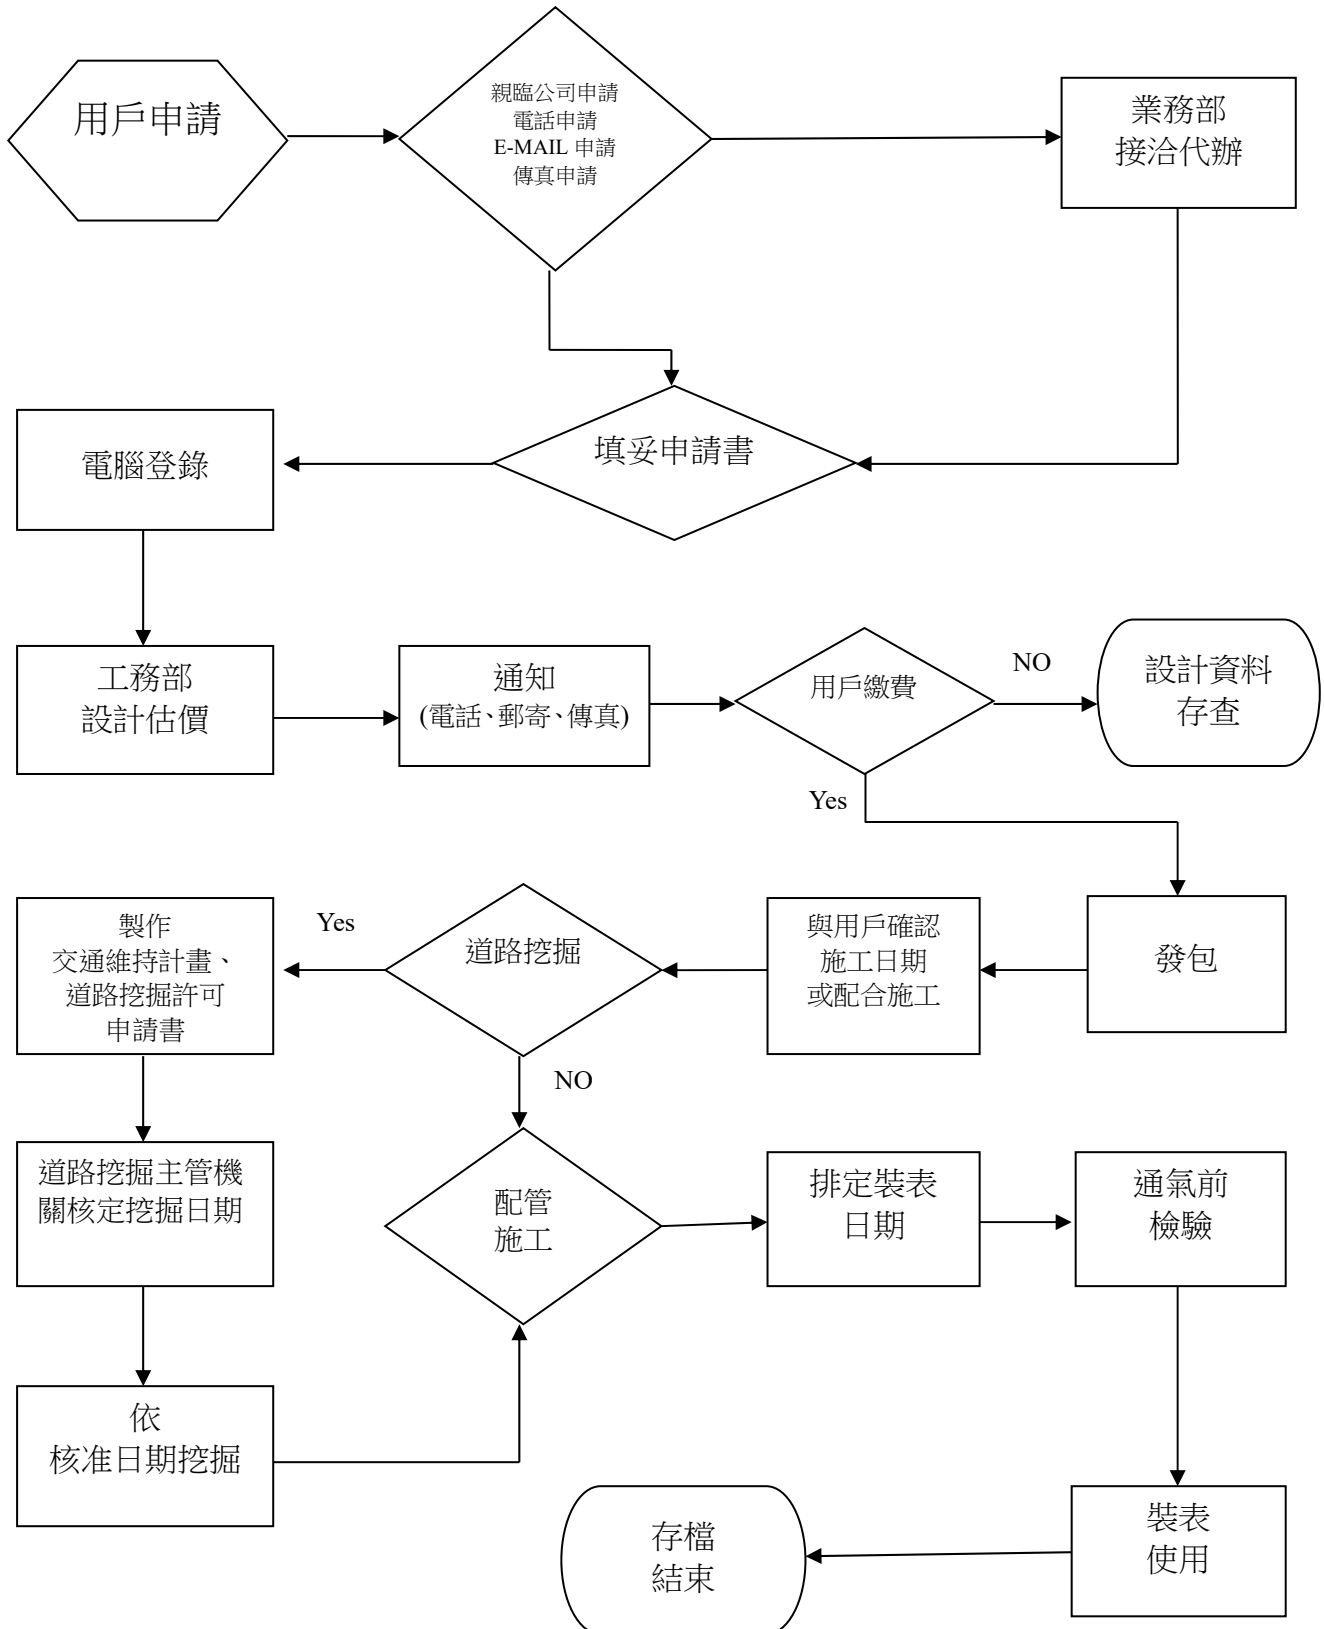 用戶申請
親臨公司申請
電話申請
E-MAIL 申請
傳真申請
業務部
接洽代辦
填妥申請書
電腦登錄
工務部
設計估價
通知
(電話、郵寄、傳真)
用戶繳費
NO
設計資料
存查
Yes
發包
與用戶確認
施工日期
或配合施工
道路挖掘
Yes
製作
交通維持計畫、
道路挖掘許可
申請書
NO
道路挖掘主管機
關核定挖掘日期
配管
施工
排定裝表
日期
通氣前
檢驗
依
核准日期挖掘
裝表
使用
存檔
結束